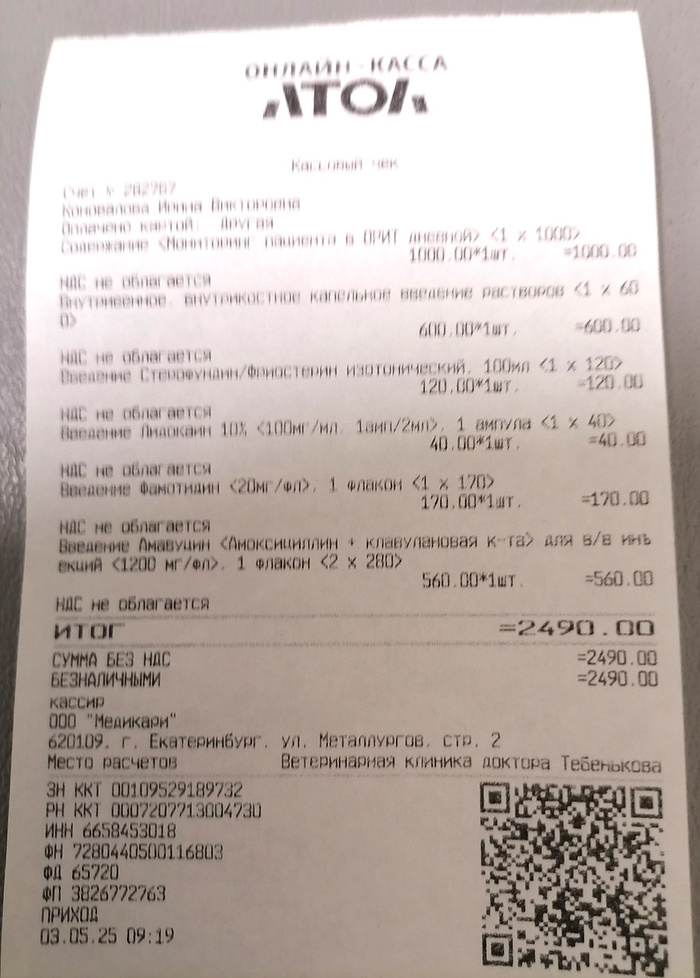 ОНЛАЙН-КАССА
АТОЛ
Кассовый чек
Счет № 282787
Коновалова Ирина Викторовна
Оплачено картой: Другая
Содержание <Мониторинг пациента в ОРИТ дневной> <1 x 1000>
1000.00*1шт. =1000.00
НДС не облагается
Внутривенное, внутрикостное капельное введение растворов <1 x 60
0>
600.00*1шт. =600.00
НДС не облагается
Введение Стерофундин/Фриостерин изотонический, 100мл <1 x 120>
120.00*1шт. =120.00
НДС не облагается
Введение Лидокаин 10% <100мг/мл, 1амп/2мл>, 1 ампула <1 x 40>
40.00*1шт. =40.00
НДС не облагается
Введение Фамотидин <20мг/фл>, 1 флакон <1 x 170>
170.00*1шт. =170.00
НДС не облагается
Введение Амавуцин <Амоксициллин + клавулановая к-та> для в/в инъ
екций <1200 мг/фл>, 1 флакон <2 x 280>
560.00*1шт. =560.00
НДС не облагается
ИТОГ =2490.00
СУММА БЕЗ НДС =2490.00
БЕЗНАЛИЧНЫМИ =2490.00
кассир
ООО "Медикари"
620109, г. Екатеринбург, ул. Металлургов, стр. 2
Место расчетов Ветеринарная клиника доктора Тебенькова
ЗН ККТ 00109529189732
РН ККТ 0007207713004730
ИНН 6658453018
ФН 7280440500116803
ФД 65720
ФП 3826772763
ПРИХОД
03.05.25 09:19